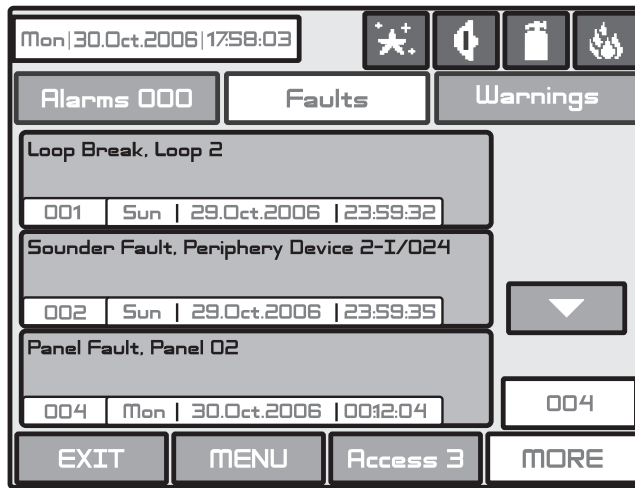 Mon|30.Oct.2006|17:58:03
Alarms 000 Faults Warnings
Loop Break, Loop 2
001 Sun | 29.Oct.2006 | 23:59:32
Sounder Fault, Periphery Device 2-I/024
002 Sun | 29.Oct.2006 | 23:59:35
Panel Fault, Panel 02
004 Mon | 30.Oct.2006 | 00:12:04
004
EXIT MENU Access 3 MORE